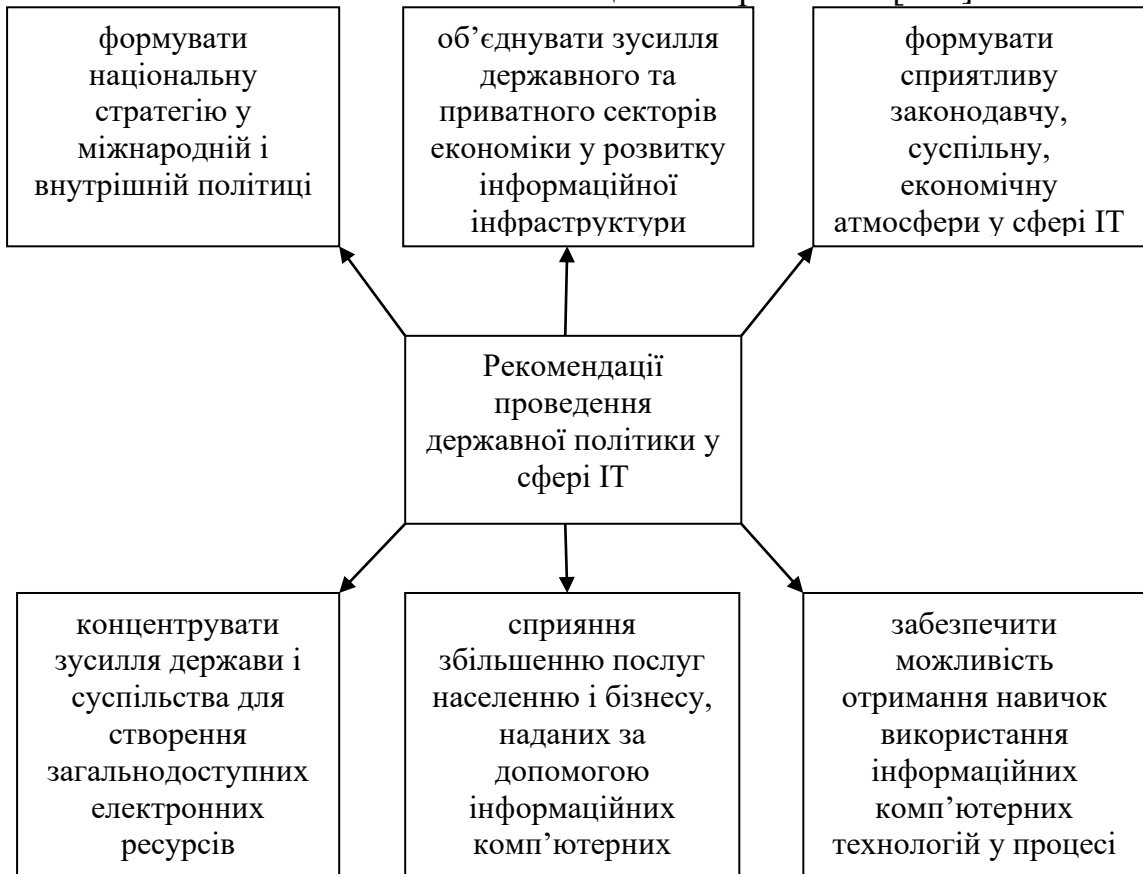 формувати
національну
стратегію у
міжнародній і
внутрішній політиці
об’єднувати зусилля
державного та
приватного секторів
економіки у розвитку
інформаційної
інфраструктури
формувати
сприятливу
законодавчу,
суспільну,
економічну
атмосфери у сфері ІТ
Рекомендації
проведення
державної політики у
сфері ІТ
концентрувати
зусилля держави і
суспільства для
створення
загальнодоступних
електронних
ресурсів
сприяння
збільшенню послуг
населенню і бізнесу,
наданих за
допомогою
інформаційних
комп’ютерних
забезпечити
можливість
отримання навичок
використання
інформаційних
комп’ютерних
технологій у процесі